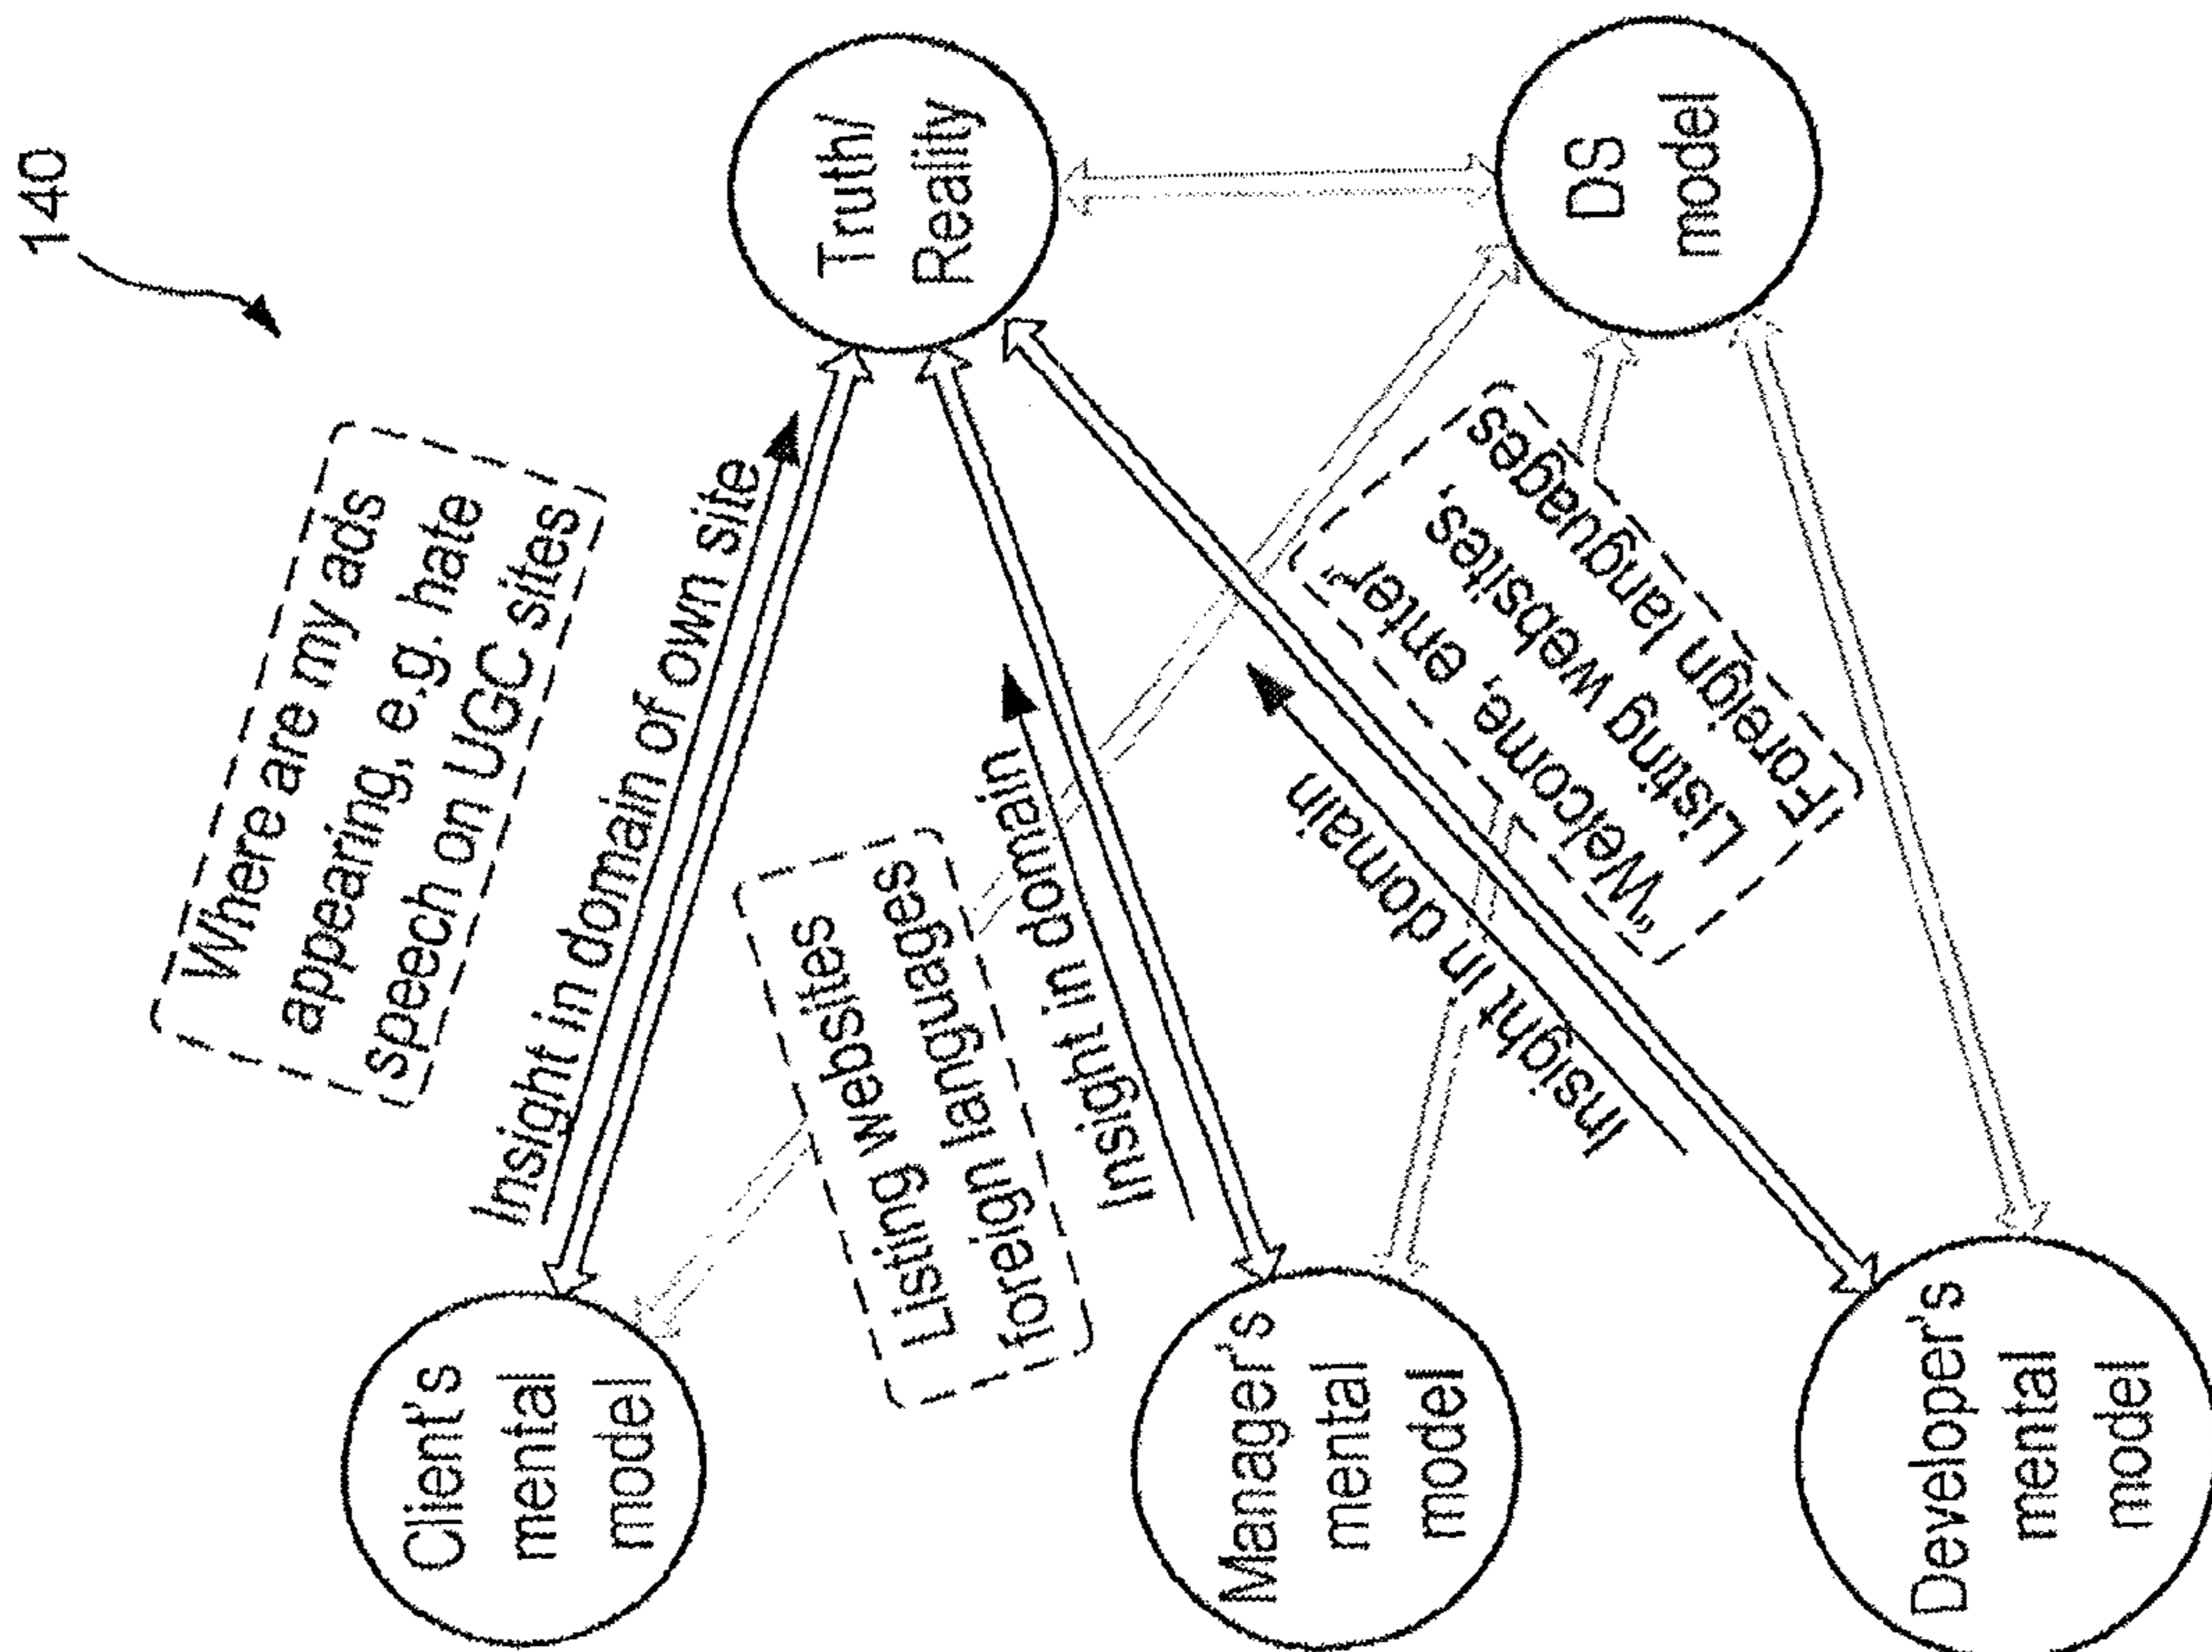 140
Where are my ads
appearing, e.g. hate
speech on UGC sites
Insight in domain of own site
Truth/
Reality
Client's
mental
model
Listing websites
foreign languages
Insight in domain
Manager's
mental
model
Insight in domain
"Welcome, enter"
Listing websites,
(Foreign languages)
DS
model
Developer's
mental
model